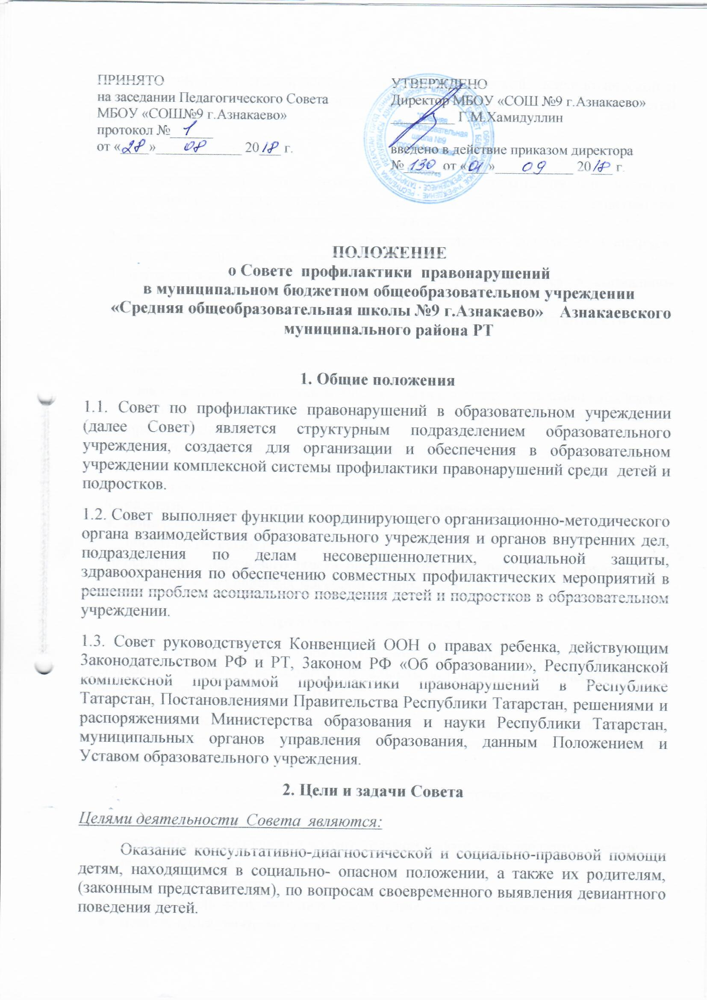 ПРИНЯТО
на заседании Педагогического Совета
МБОУ «СОШ№9 г.Азнакаево»
протокол № 1
от «28» 08 2018 г.
УТВЕРЖДЕНО
Директор МБОУ «СОШ №9 г.Азнакаево»
Г.М.Хамидуллин
введено в действие приказом директора
№ 130 от «01» 09 2018 г.
ПОЛОЖЕНИЕ
о Совете профилактики правонарушений
в муниципальном бюджетном общеобразовательном учреждении
«Средняя общеобразовательная школы №9 г.Азнакаево» Азнакаевского
муниципального района РТ
1. Общие положения
1.1. Совет по профилактике правонарушений в образовательном учреждении
(далее Совет) является структурным подразделением образовательного
учреждения, создается для организации и обеспечения в образовательном
учреждении комплексной системы профилактики правонарушений среди детей и
подростков.
1.2. Совет выполняет функции координирующего организационно-методического
органа взаимодействия образовательного учреждения и органов внутренних дел,
подразделения по делам несовершеннолетних, социальной защиты,
здравоохранения по обеспечению совместных профилактических мероприятий в
решении проблем асоциального поведения детей и подростков в образовательном
учреждении.
1.3. Совет руководствуется Конвенцией ООН о правах ребенка, действующим
Законодательством РФ и РТ, Законом РФ «Об образовании», Республиканской
комплексной программой профилактики правонарушений в Республике
Татарстан, Постановлениями Правительства Республики Татарстан, решениями и
распоряжениями Министерства образования и науки Республики Татарстан,
муниципальных органов управления образования, данным Положением и
Уставом образовательного учреждения.
2. Цели и задачи Совета
Целями деятельности Совета являются:
Оказание консультативно-диагностической и социально-правовой помощи
детям, находящимся в социально- опасном положении, а также их родителям,
(законным представителям), по вопросам своевременного выявления девиантного
поведения детей.